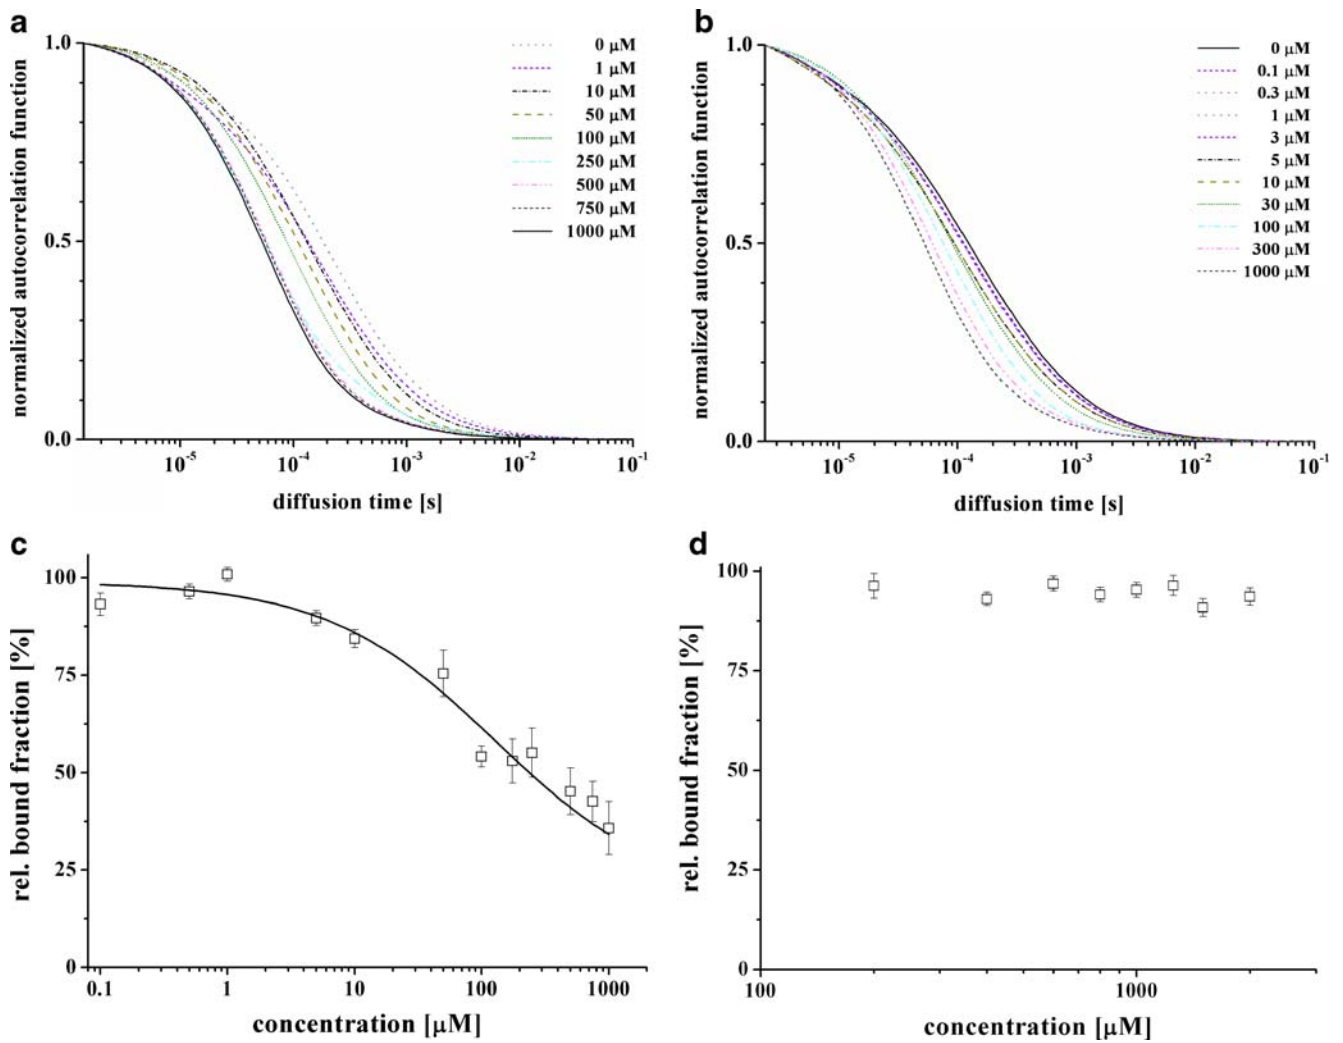 a
normalized autocorrelation function
1.0
0.5
0.0
10-5
10-4
10-3
10-2
10-1
diffusion time [s]
0 μM
1 μM
10 μM
50 μM
100 μM
250 μM
500 μM
750 μM
1000 μM
b
normalized autocorrelation function
1.0
0.5
0.0
10-5
10-4
10-3
10-2
10-1
diffusion time [s]
0 μM
0.1 μM
0.3 μM
1 μM
3 μM
5 μM
10 μM
30 μM
100 μM
300 μM
1000 μM
c
rel. bound fraction [%]
100
75
50
25
0
0.1
1
10
100
1000
concentration [μM]
d
rel. bound fraction [%]
100
75
50
25
0
100
1000
concentration [μM]